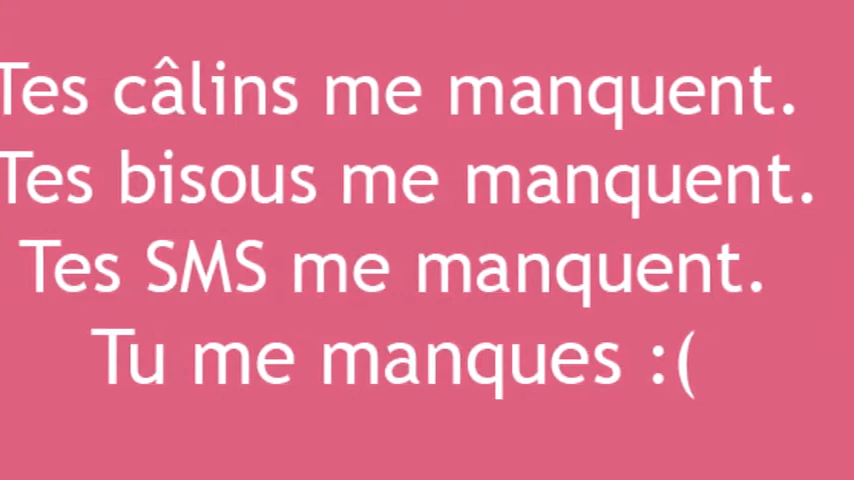 Tes câlins me manquent.
Tes bisous me manquent.
Tes SMS me manquent.
Tu me manques :(